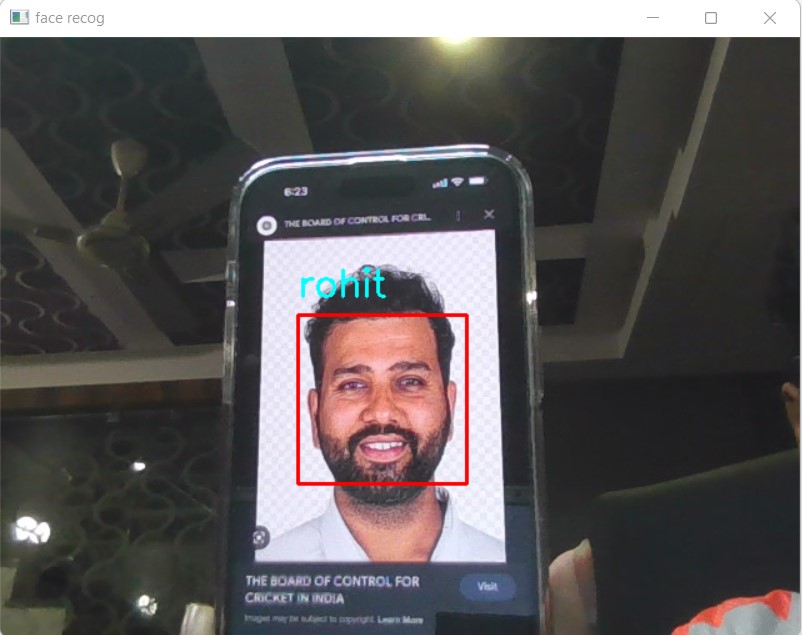 face recog
6:23
THE BOARD OF CONTROL FOR CRI...
rohit
THE BOARD OF CONTROL FOR
CRICKET IN INDIA
Visit
Images may be subject to copyright. Learn More